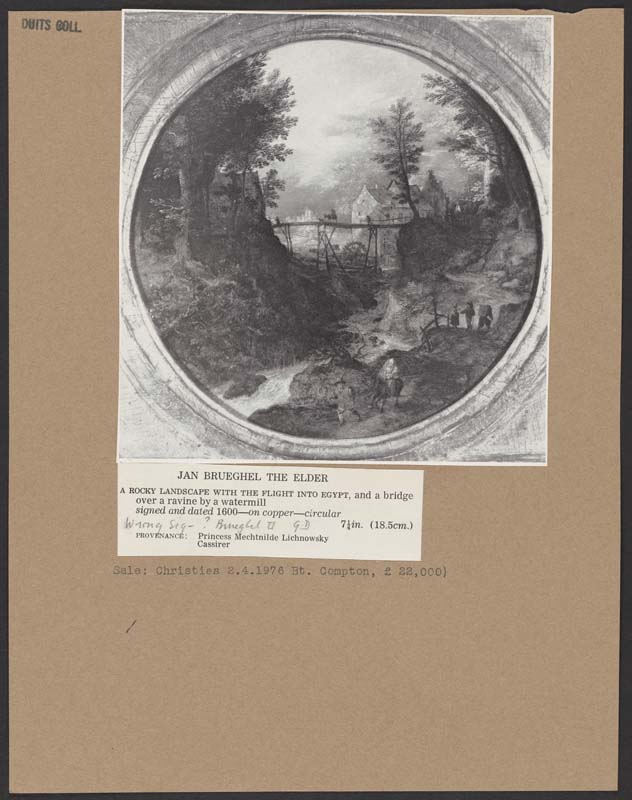 DUITS COLL.
JAN BRUEGHEL THE ELDER
A ROCKY LANDSCAPE WITH THE FLIGHT INTO EGYPT, and a bridge
over a ravine by a watermill
signed and dated 1600—on copper—circular
Wrong Sig- ? Brueghel II GD 7¼in. (18.5cm.)
PROVENANCE: Princess Mechtnilde Lichnowsky
Cassirer
Sale: Christies 2.4.1976 Bt. Compton, £ 22,000)